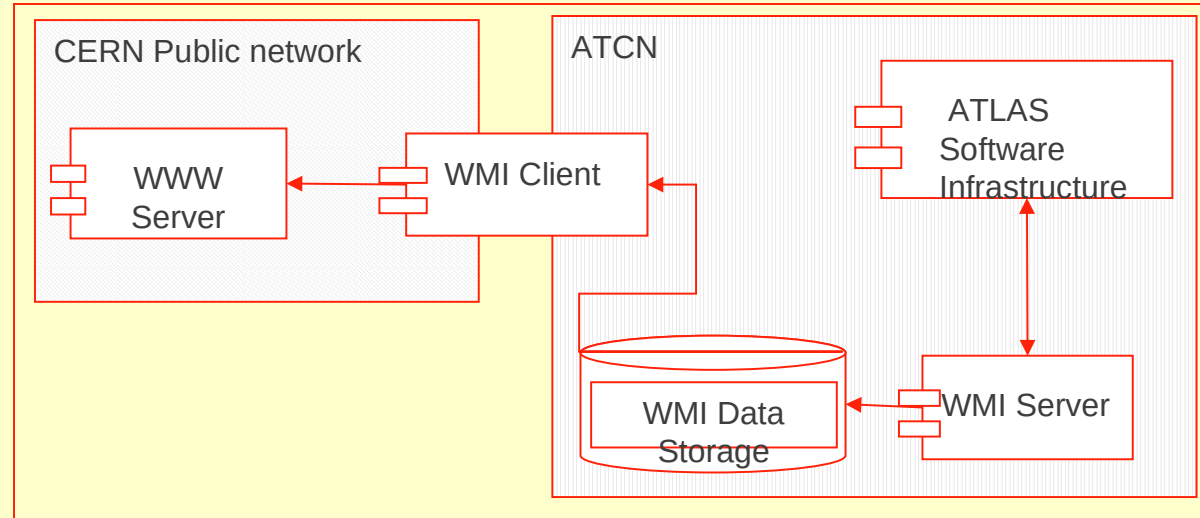 CERN Public network
WWW
Server
WMI Client
ATCN
ATLAS
Software
Infrastructure
WMI Data
Storage
WMI Server